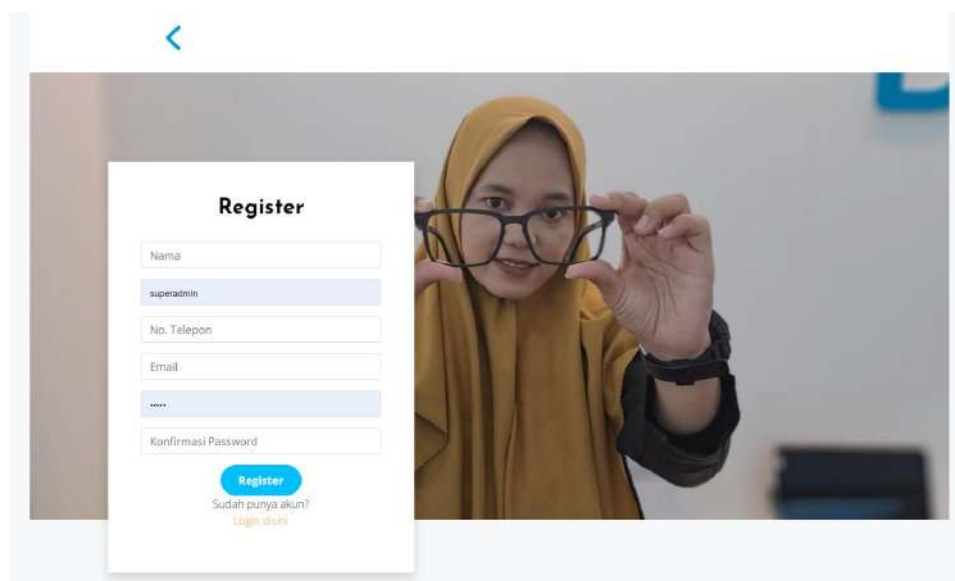 Register
Nama
superadmin
No. Telepon
Email
•••••
Konfirmasi Password
Register
Sudah punya akun?
Login disini